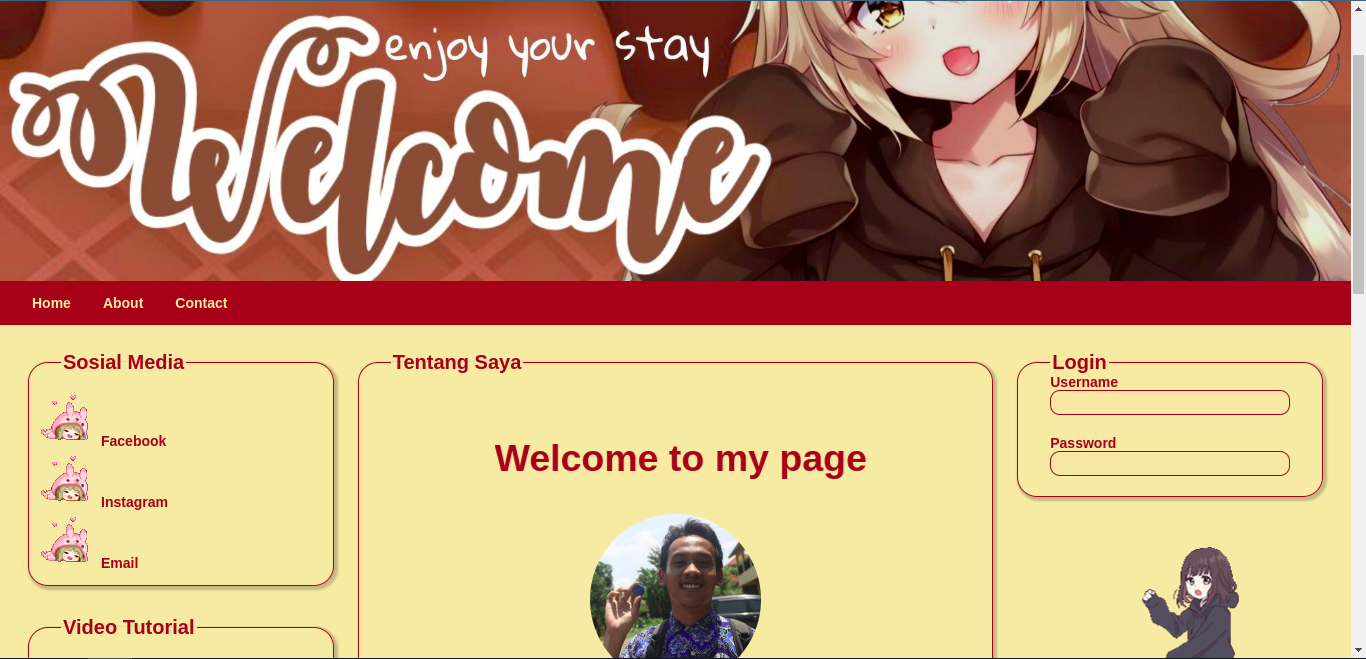 enjoy your stay
Welcome
Home About Contact
Sosial Media
Facebook
Instagram
Email
Video Tutorial
Tentang Saya
Welcome to my page
Login
Username
Password